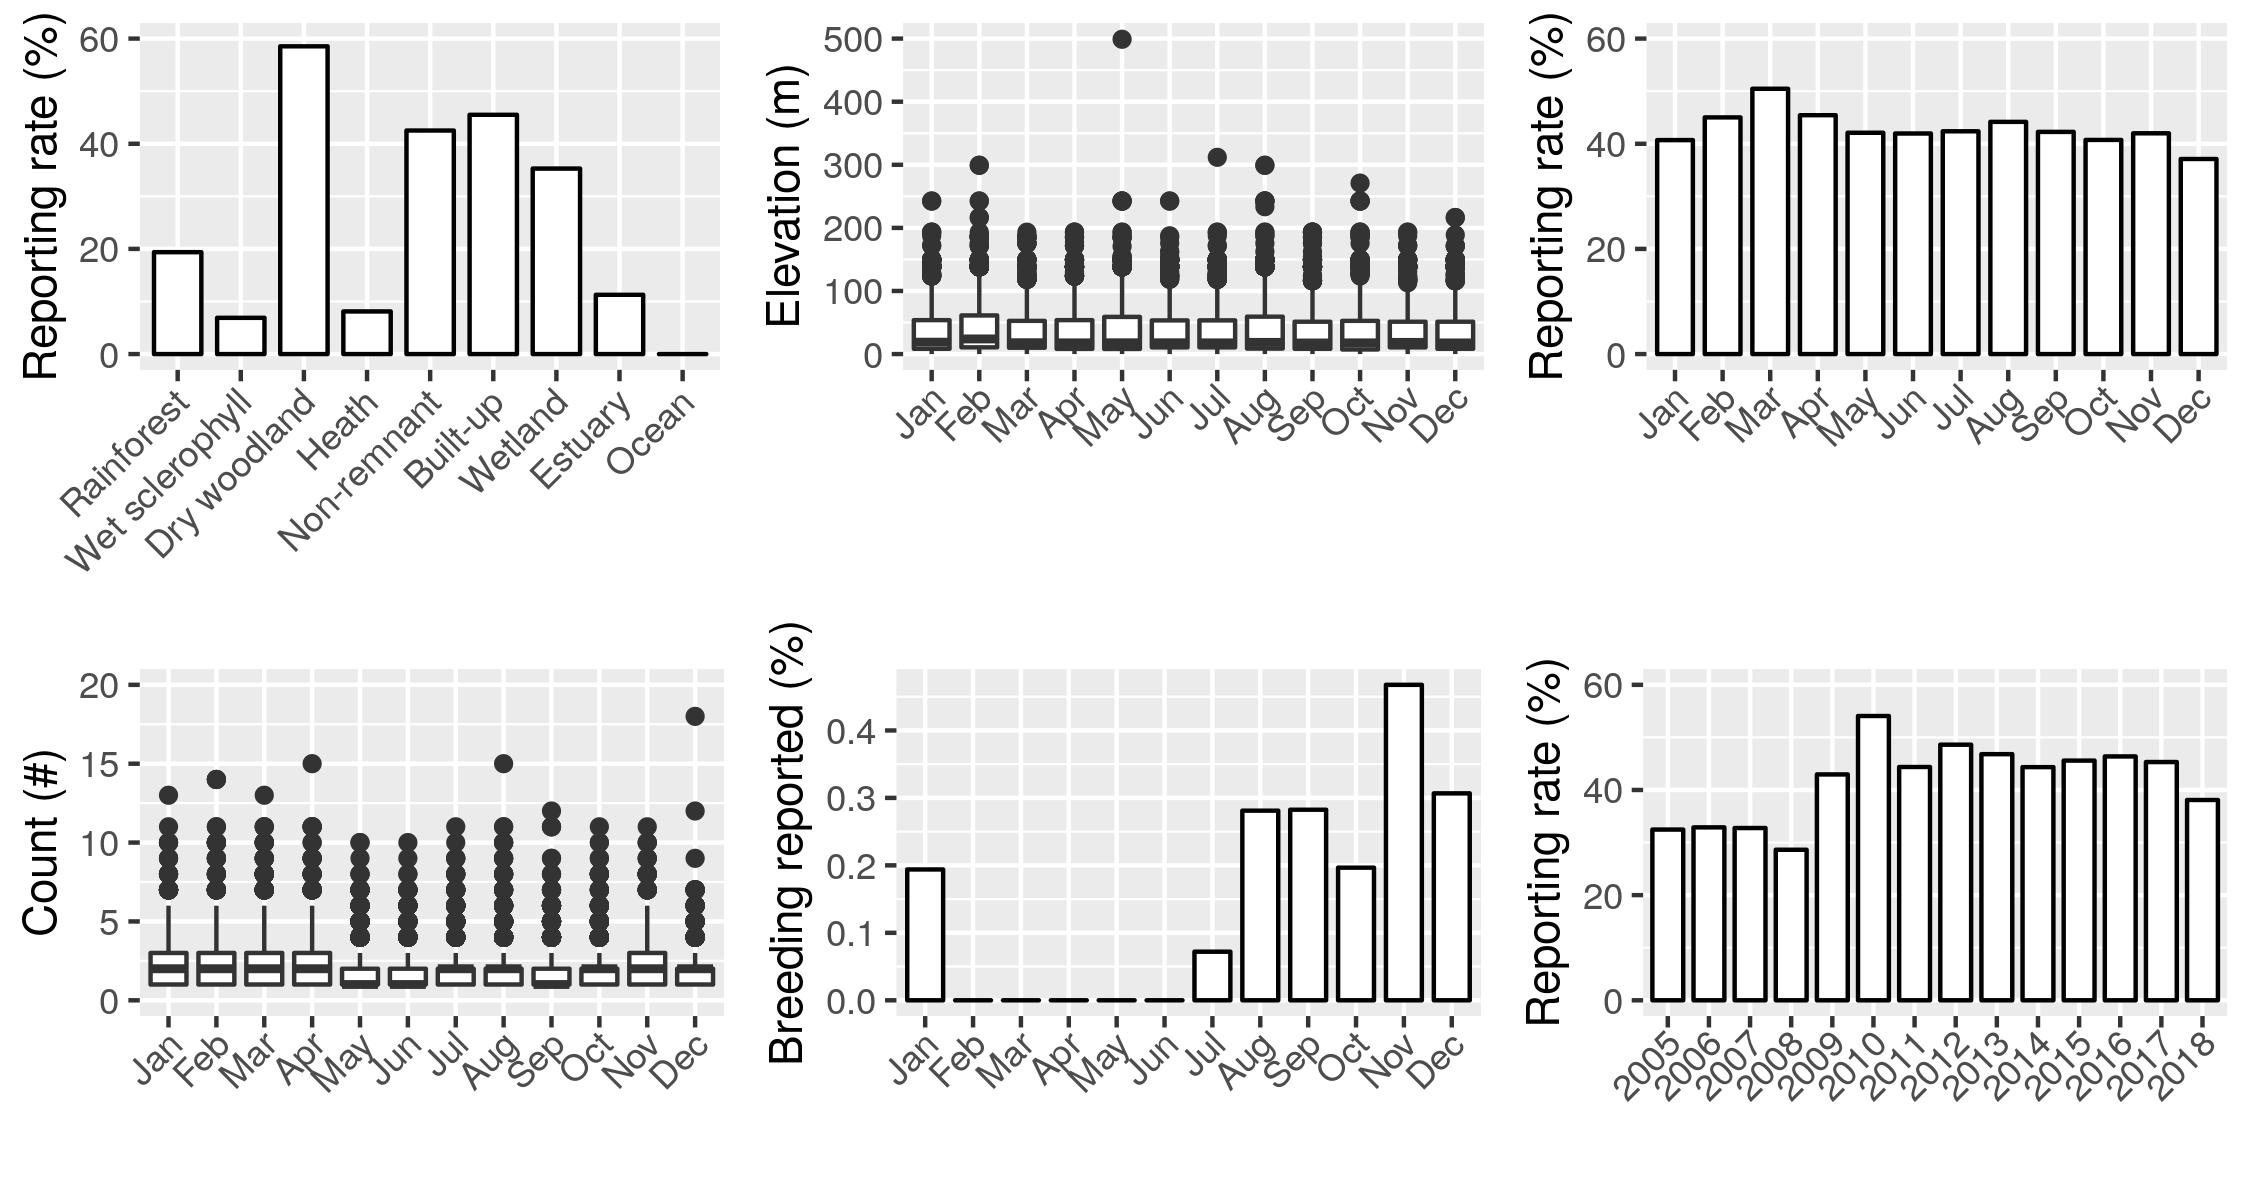 Reporting rate (%)
60
40
20
0
Rainforest
Wet sclerophyll
Dry woodland
Heath
Non-remnant
Built-up
Wetland
Estuary
Ocean
Elevation (m)
500
400
300
200
100
0
Jan
Feb
Mar
Apr
May
Jun
Jul
Aug
Sep
Oct
Nov
Dec
Reporting rate (%)
60
40
20
0
Jan
Feb
Mar
Apr
May
Jun
Jul
Aug
Sep
Oct
Nov
Dec
Count (#)
20
15
10
5
0
Jan
Feb
Mar
Apr
May
Jun
Jul
Aug
Sep
Oct
Nov
Dec
Breeding reported (%)
0.4
0.3
0.2
0.1
0.0
Jan
Feb
Mar
Apr
May
Jun
Jul
Aug
Sep
Oct
Nov
Dec
Reporting rate (%)
60
40
20
0
2005
2006
2007
2008
2009
2010
2011
2012
2013
2014
2015
2016
2017
2018